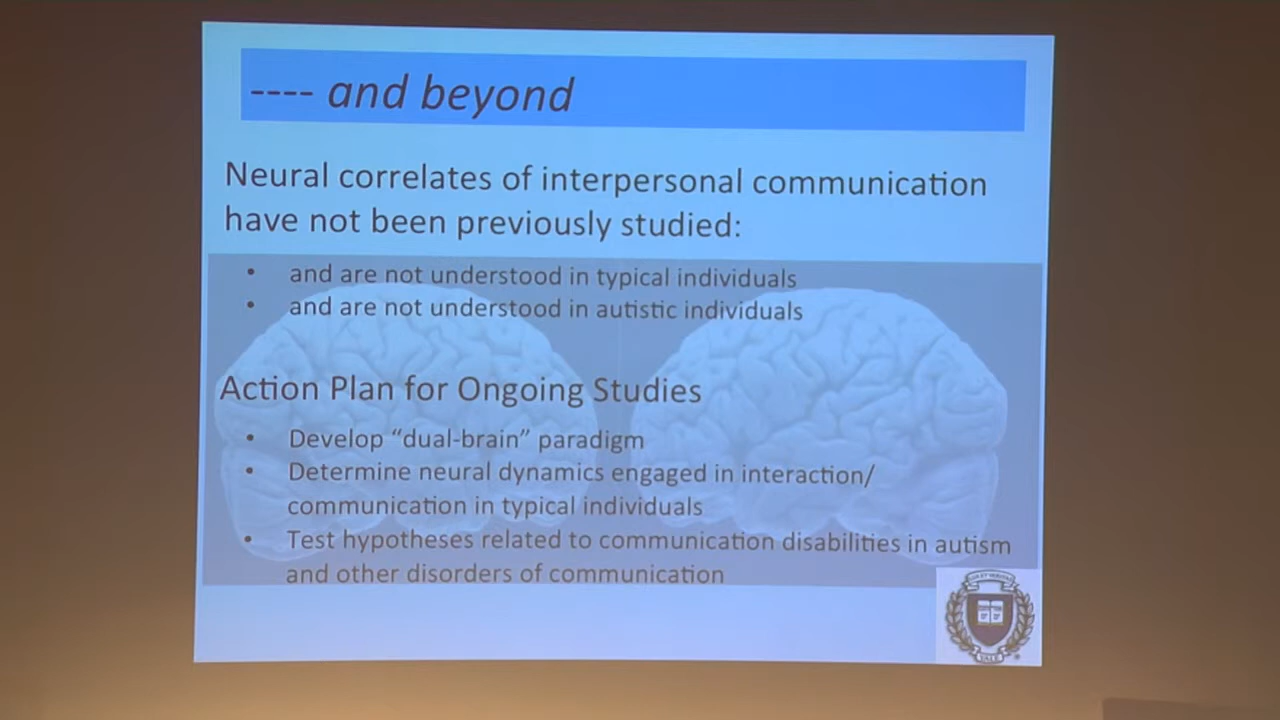 ---- and beyond
Neural correlates of interpersonal communication
have not been previously studied:
• and are not understood in typical individuals
• and are not understood in autistic individuals
Action Plan for Ongoing Studies
• Develop “dual-brain” paradigm
• Determine neural dynamics engaged in interaction/
communication in typical individuals
• Test hypotheses related to communication disabilities in autism
and other disorders of communication
YALE